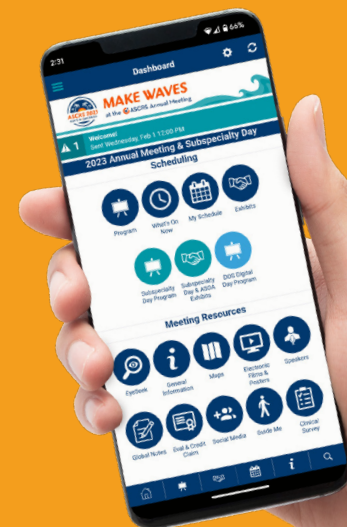 2:31
66%
Dashboard
ASCRS 2023
MAKE WAVES
at the ASCRS Annual Meeting
1
Welcome!
Sent Wednesday, Feb 1 12:00 PM
2023 Annual Meeting & Subspecialty Day
Scheduling
Program
What's On
Now
My Schedule
Exhibits
Subspecialty
Day Program
Subspecialty
Day & ASOA
Exhibits
DOS Digital
Day Program
Meeting Resources
EyeSeek
General
Information
Maps
Electronic
Films &
Posters
Speakers
Global Notes
Eval & Credit
Claim
Social Media
Guide Me
Clinical
Survey